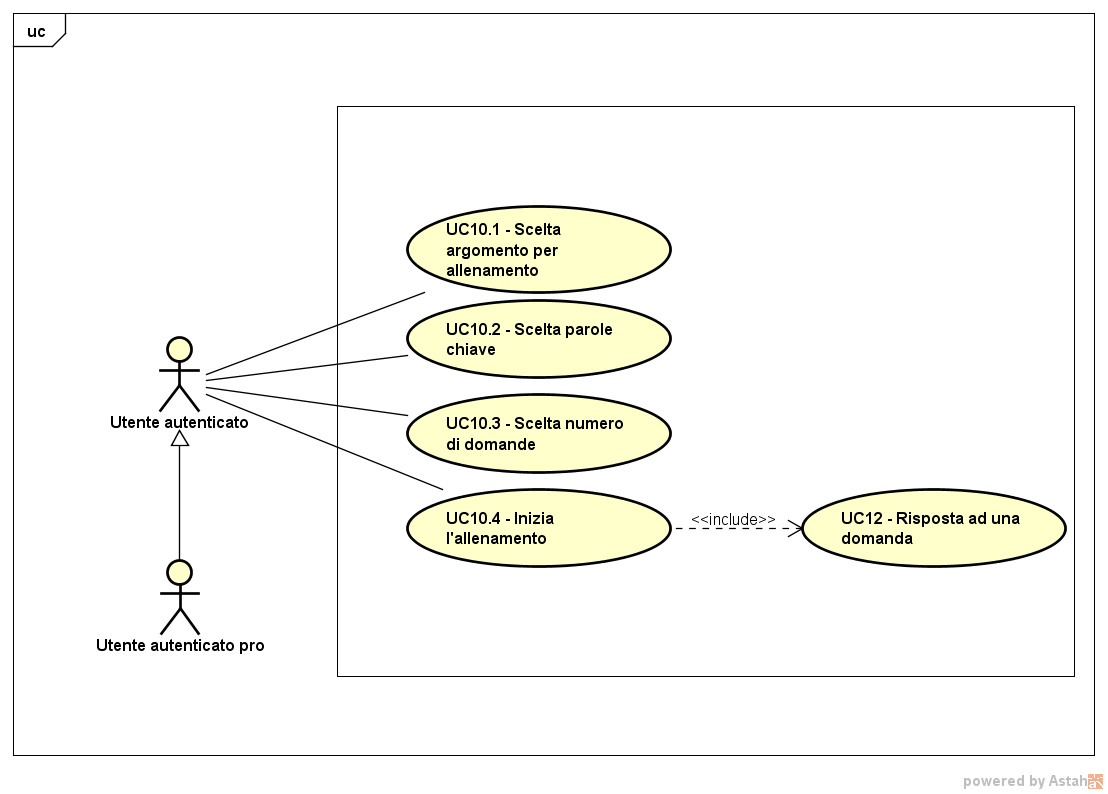 uc
UC10.1 - Scelta
argomento per
allenamento
UC10.2 - Scelta parole
chiave
Utente autenticato
UC10.3 - Scelta numero
di domande
UC10.4 - Inizia
l'allenamento
<<include>>
UC12 - Risposta ad una
domanda
Utente autenticato pro
powered by Astah